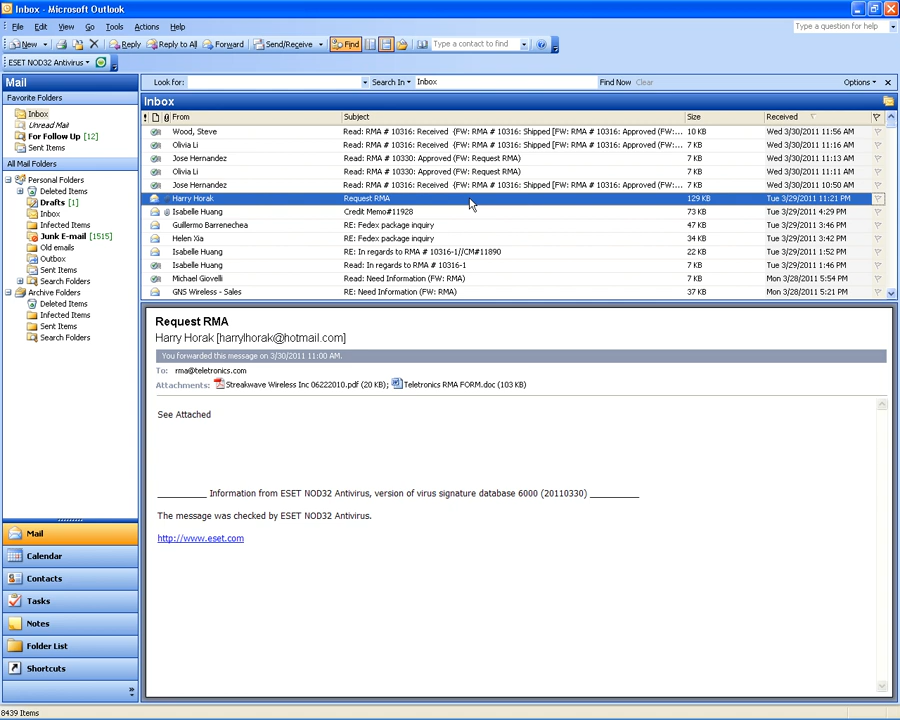 Inbox - Microsoft Outlook
File Edit View Go Tools Actions Help
Type a question for help
New Reply Reply to All Forward Send/Receive Find Type a contact to find
ESET NOD32 Antivirus
Mail
Look for: Search In Inbox Find Now Clear Options
Favorite Folders
Inbox
Unread Mail
For Follow Up [12]
Sent Items
All Mail Folders
Personal Folders
Deleted Items
Drafts [1]
Inbox
Infected Items
Junk E-mail [1515]
Old emails
Outbox
Sent Items
Search Folders
Archive Folders
Deleted Items
Infected Items
Sent Items
Search Folders
Mail
Calendar
Contacts
Tasks
Notes
Folder List
Shortcuts
Inbox
From Subject Size Received
Wood, Steve Read: RMA # 10316: Received (FW: RMA # 10316: Shipped [FW: RMA # 10316: Approved (FW:... 10 KB Wed 3/30/2011 11:56 AM
Olivia Li Read: RMA # 10316: Received (FW: RMA # 10316: Shipped [FW: RMA # 10316: Approved (FW:... 7 KB Wed 3/30/2011 11:16 AM
Jose Hernandez Read: RMA # 10330: Approved (FW: Request RMA) 7 KB Wed 3/30/2011 11:13 AM
Olivia Li Read: RMA # 10330: Approved (FW: Request RMA) 7 KB Wed 3/30/2011 11:11 AM
Jose Hernandez Read: RMA # 10316: Received (FW: RMA # 10316: Shipped [FW: RMA # 10316: Approved (FW:... 7 KB Wed 3/30/2011 10:50 AM
Harry Horak Request RMA 129 KB Tue 3/29/2011 11:21 PM
Isabelle Huang Credit Memo#11928 73 KB Tue 3/29/2011 4:29 PM
Guillermo Barrenechea RE: Fedex package inquiry 47 KB Tue 3/29/2011 3:46 PM
Helen Xia RE: Fedex package inquiry 34 KB Tue 3/29/2011 3:42 PM
Isabelle Huang RE: In regards to RMA # 10316-1//CM#11890 22 KB Tue 3/29/2011 1:52 PM
Isabelle Huang Read: In regards to RMA # 10316-1 7 KB Tue 3/29/2011 1:46 PM
Michael Giovelli Read: Need Information (FW: RMA) 7 KB Mon 3/28/2011 5:54 PM
GNS Wireless - Sales RE: Need Information (FW: RMA) 37 KB Mon 3/28/2011 5:21 PM
Request RMA
Harry Horak [harrylhorak@hotmail.com]
You forwarded this message on 3/30/2011 11:00 AM.
To: rma@teletronics.com
Attachments: Streakwave Wireless Inc 06222010.pdf (20 KB); Teletronics RMA FORM.doc (103 KB)
See Attached
__________ Information from ESET NOD32 Antivirus, version of virus signature database 6000 (20110330) __________
The message was checked by ESET NOD32 Antivirus.
http://www.eset.com
8439 Items